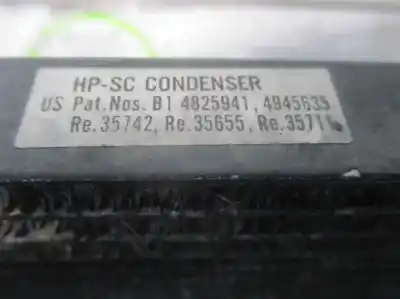 HP-SC CONDENSER
US Pat.Nos. B1 4825941, 4945635
Re.35742, Re.35655, Re.35711